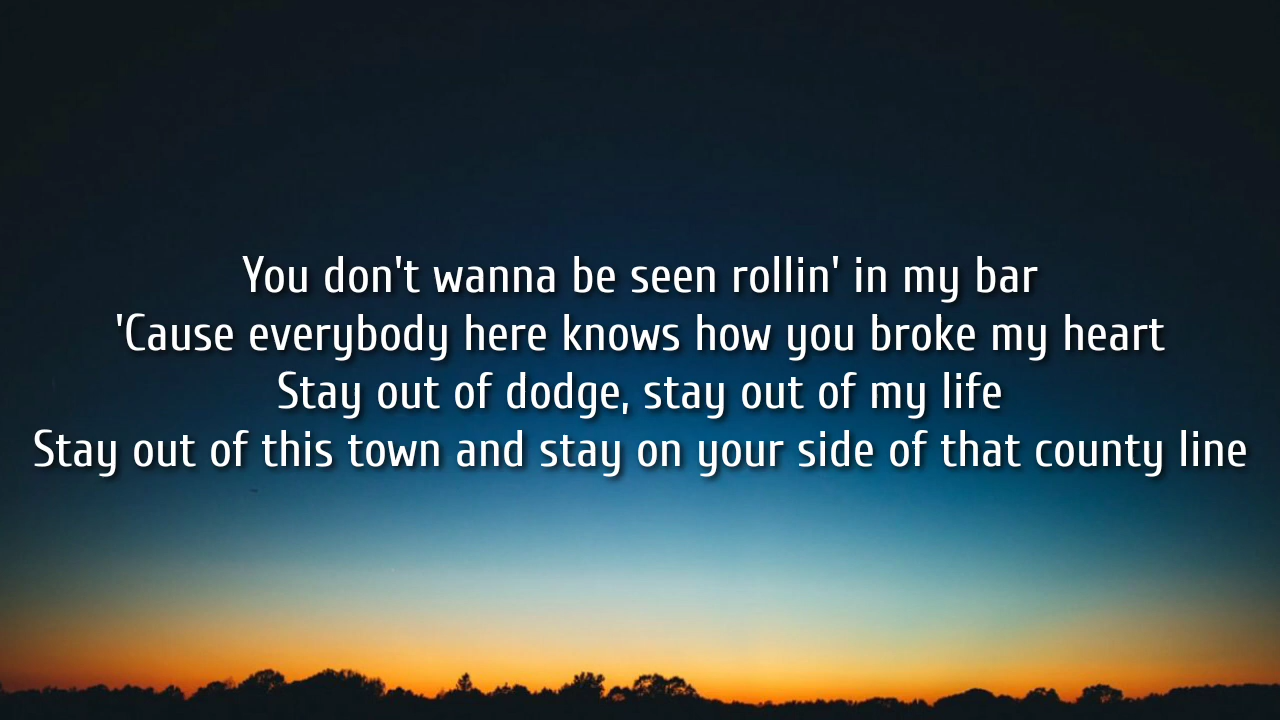 You don't wanna be seen rollin' in my bar
'Cause everybody here knows how you broke my heart
Stay out of dodge, stay out of my life
Stay out of this town and stay on your side of that county line